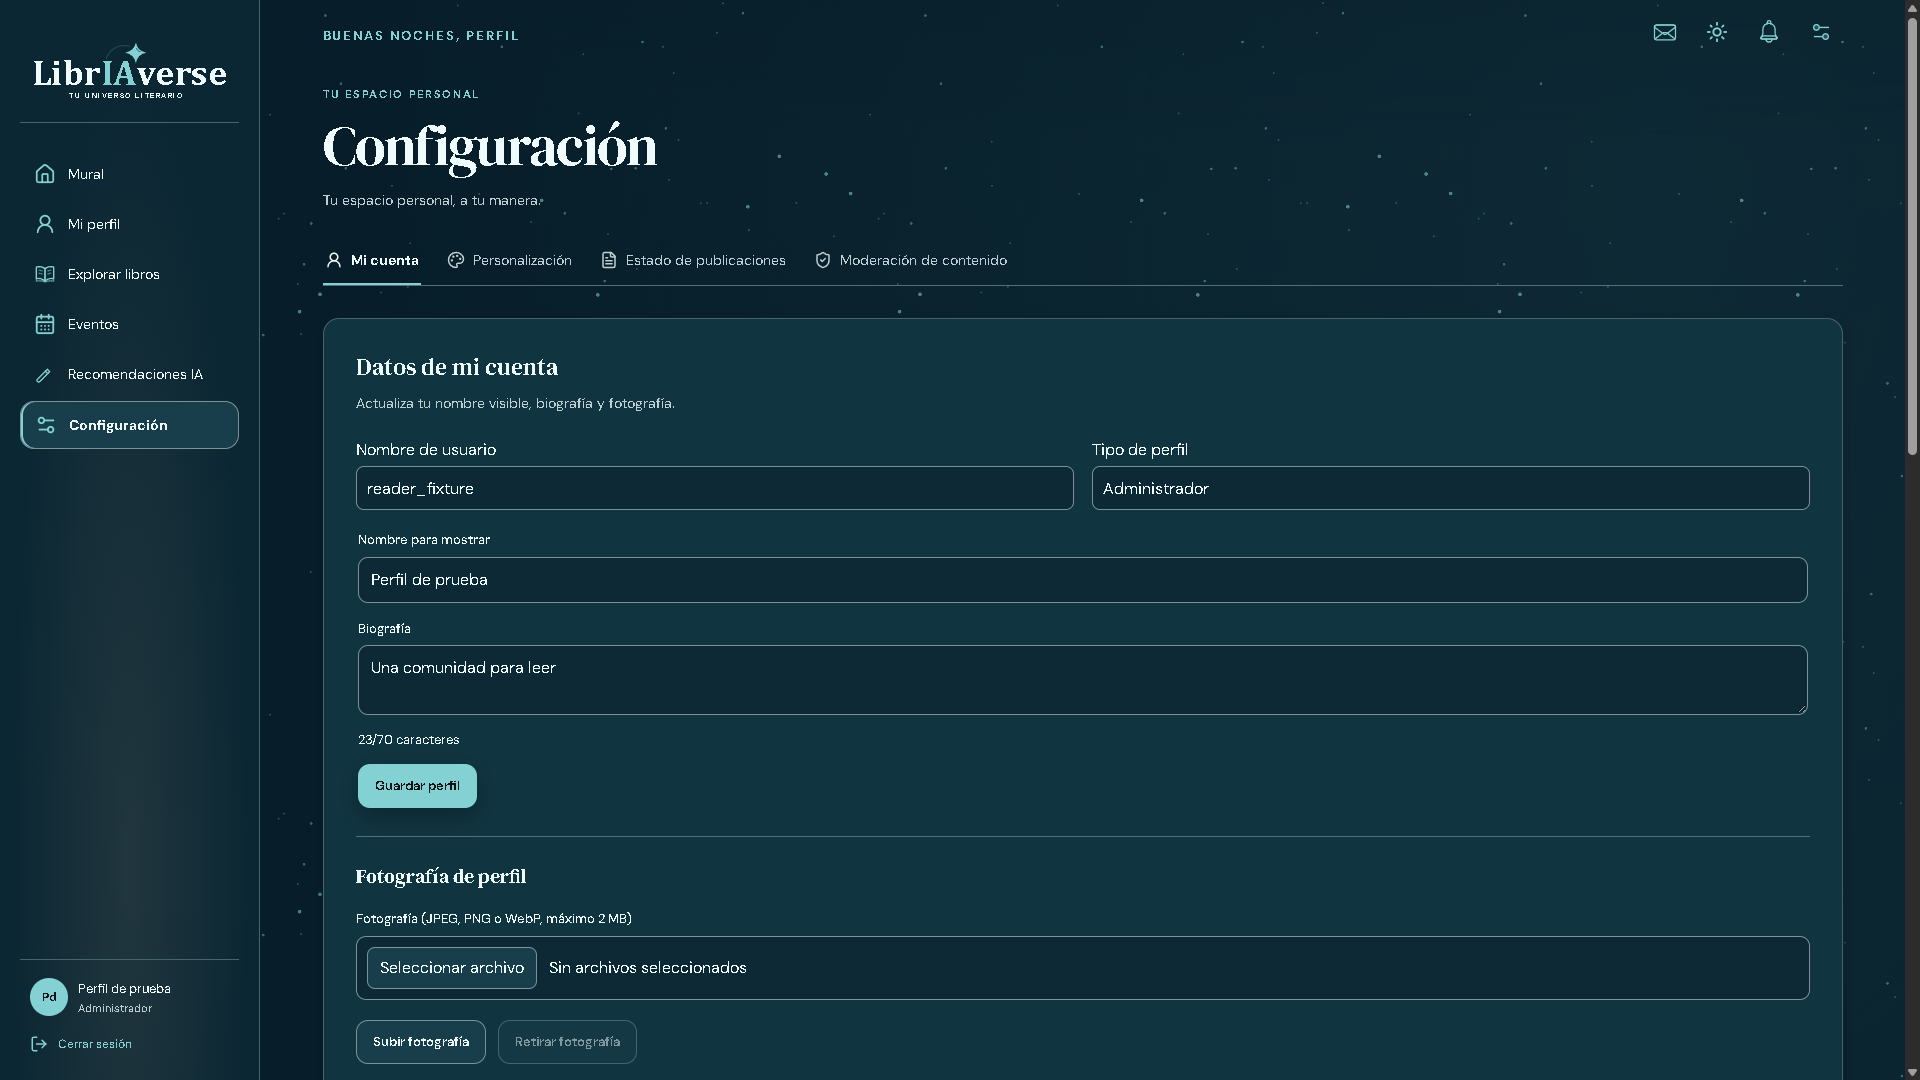 LibrIAverse
TU UNIVERSO LITERARIO
Mural
Mi perfil
Explorar libros
Eventos
Recomendaciones IA
Configuración
Perfil de prueba
Pd
Administrador
Cerrar sesión
BUENAS NOCHES, PERFIL
TU ESPACIO PERSONAL
Configuración
Tu espacio personal, a tu manera.
Mi cuenta Personalización Estado de publicaciones Moderación de contenido
Datos de mi cuenta
Actualiza tu nombre visible, biografía y fotografía.
Nombre de usuario Tipo de perfil
reader_fixture Administrador
Nombre para mostrar
Perfil de prueba
Biografía
Una comunidad para leer
23/70 caracteres
Guardar perfil
Fotografía de perfil
Fotografía (JPEG, PNG o WebP, máximo 2 MB)
Seleccionar archivo Sin archivos seleccionados
Subir fotografía Retirar fotografía